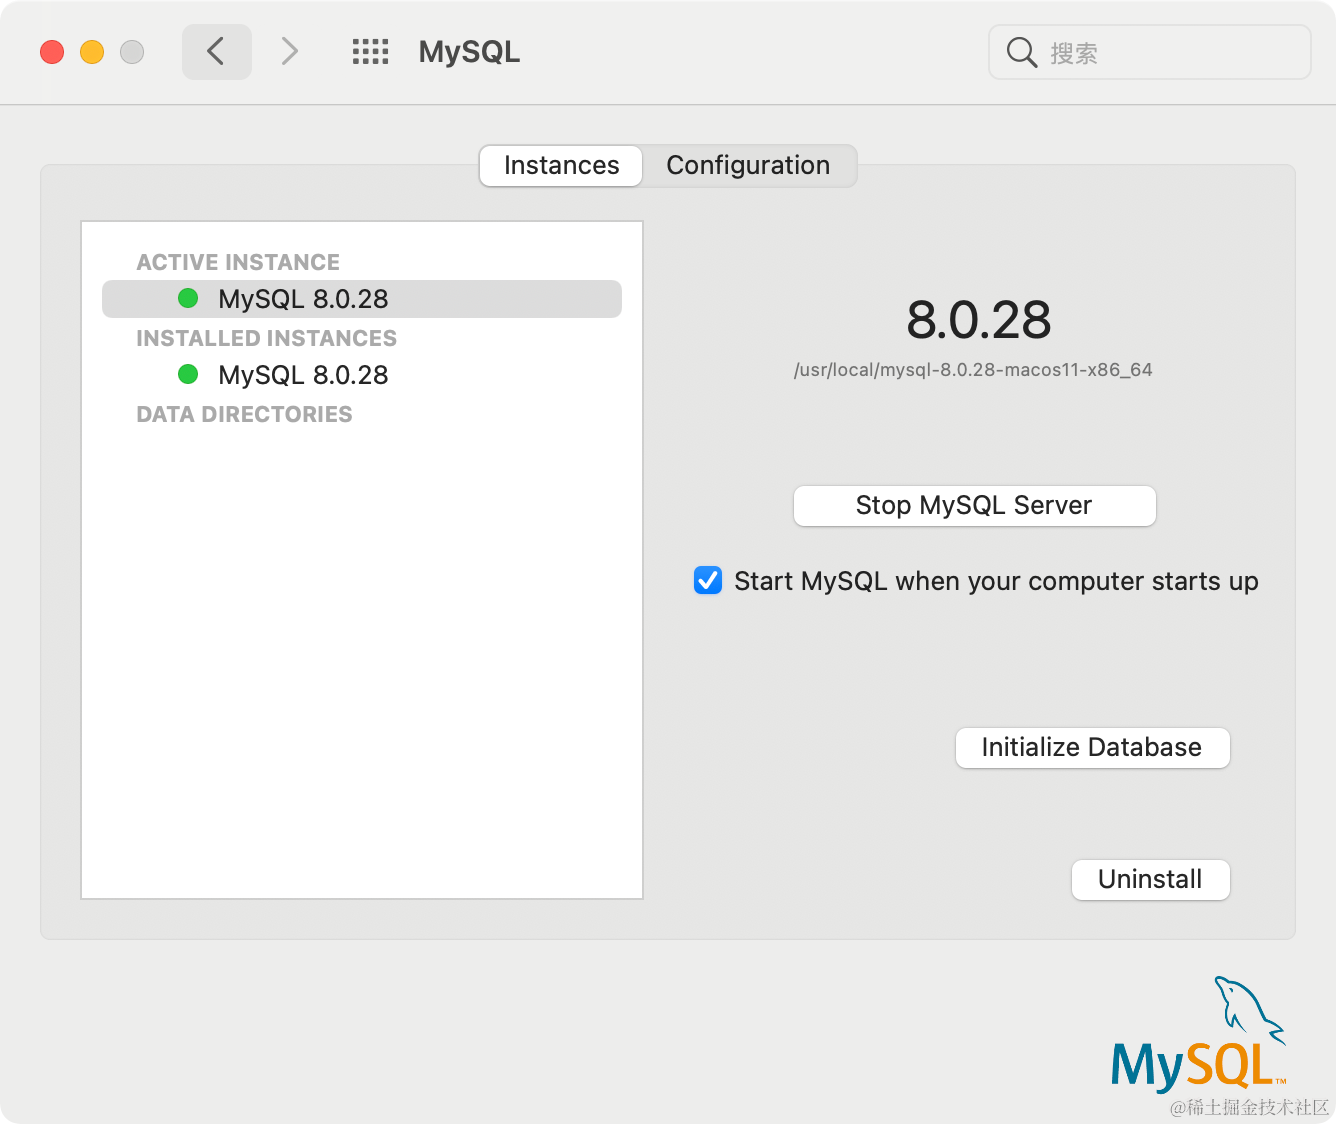 MySQL
搜索
Instances
Configuration
ACTIVE INSTANCE
MySQL 8.0.28
INSTALLED INSTANCES
MySQL 8.0.28
DATA DIRECTORIES
8.0.28
/usr/local/mysql-8.0.28-macos11-x86_64
Stop MySQL Server
Start MySQL when your computer starts up
Initialize Database
Uninstall
MySQL™
@稀土掘金技术社区